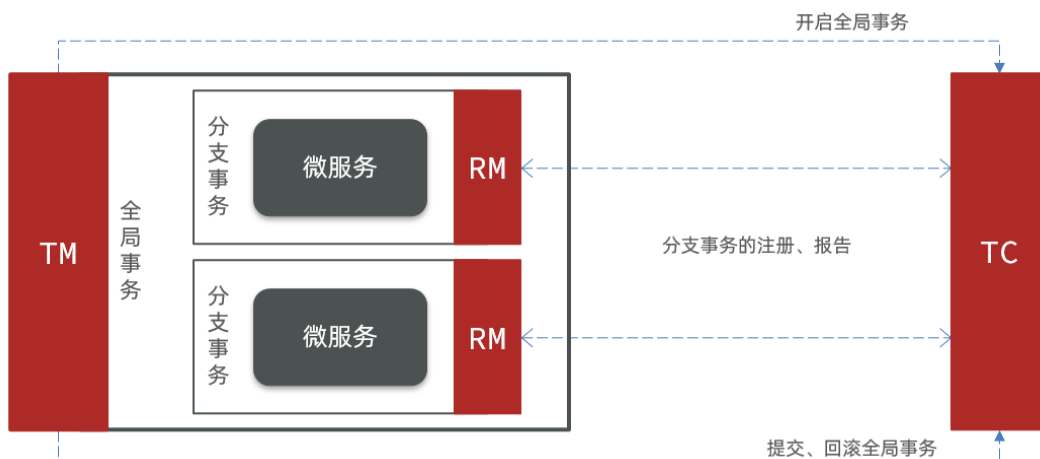 开启全局事务
TM
全局事务
分支事务
微服务
RM
分支事务的注册、报告
TC
分支事务
微服务
RM
提交、回滚全局事务